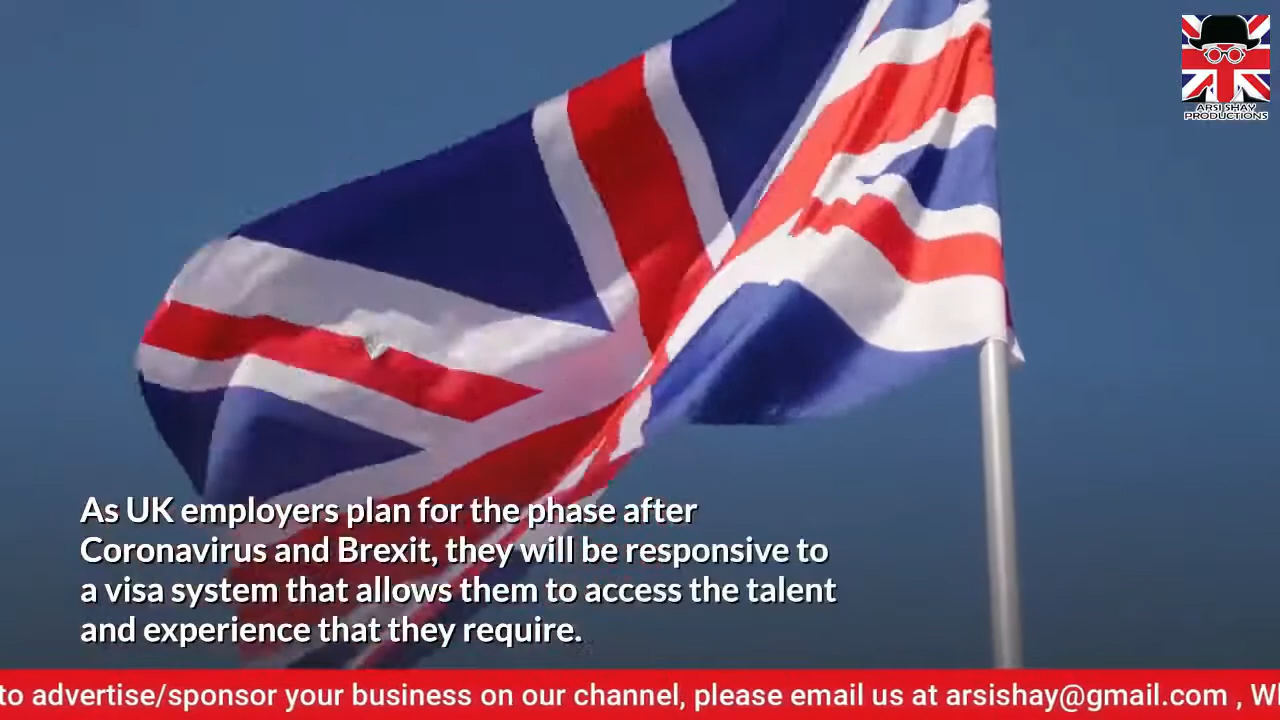 ARSI SHAY
PRODUCTIONS
As UK employers plan for the phase after
Coronavirus and Brexit, they will be responsive to
a visa system that allows them to access the talent
and experience that they require.
to advertise/sponsor your business on our channel, please email us at arsishay@gmail.com ,